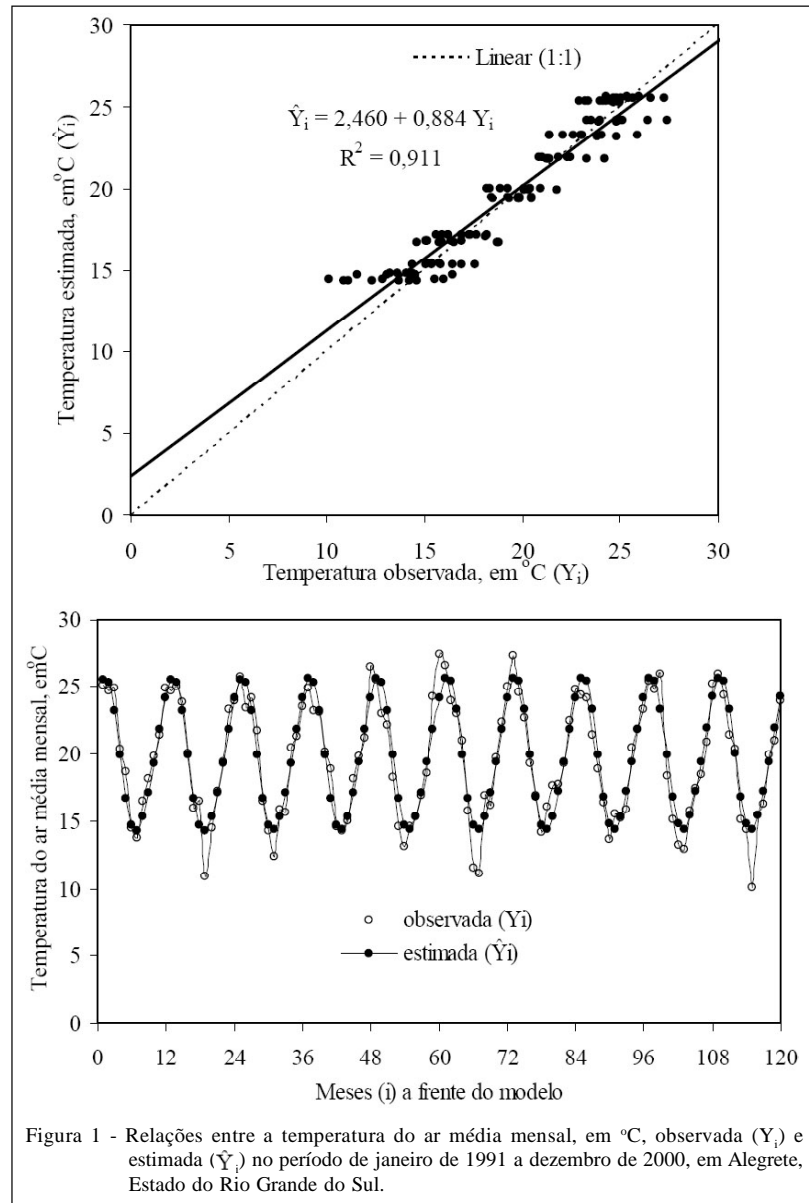 30
25
20
15
10
5
0
Temperatura estimada, em°C (Ŷi)
Linear (1:1)
Ŷi = 2,460 + 0,884 Yi
R² = 0,911
0 5 10 15 20 25 30
Temperatura observada, em °C (Yi)
30
25
20
15
10
5
0
Temperatura do ar média mensal, em°C
observada (Yi)
estimada (Ŷi)
0 12 24 36 48 60 72 84 96 108 120
Meses (i) a frente do modelo
Figura 1 - Relações entre a temperatura do ar média mensal, em °C, observada (Yi) e
estimada (Ŷi) no período de janeiro de 1991 a dezembro de 2000, em Alegrete,
Estado do Rio Grande do Sul.